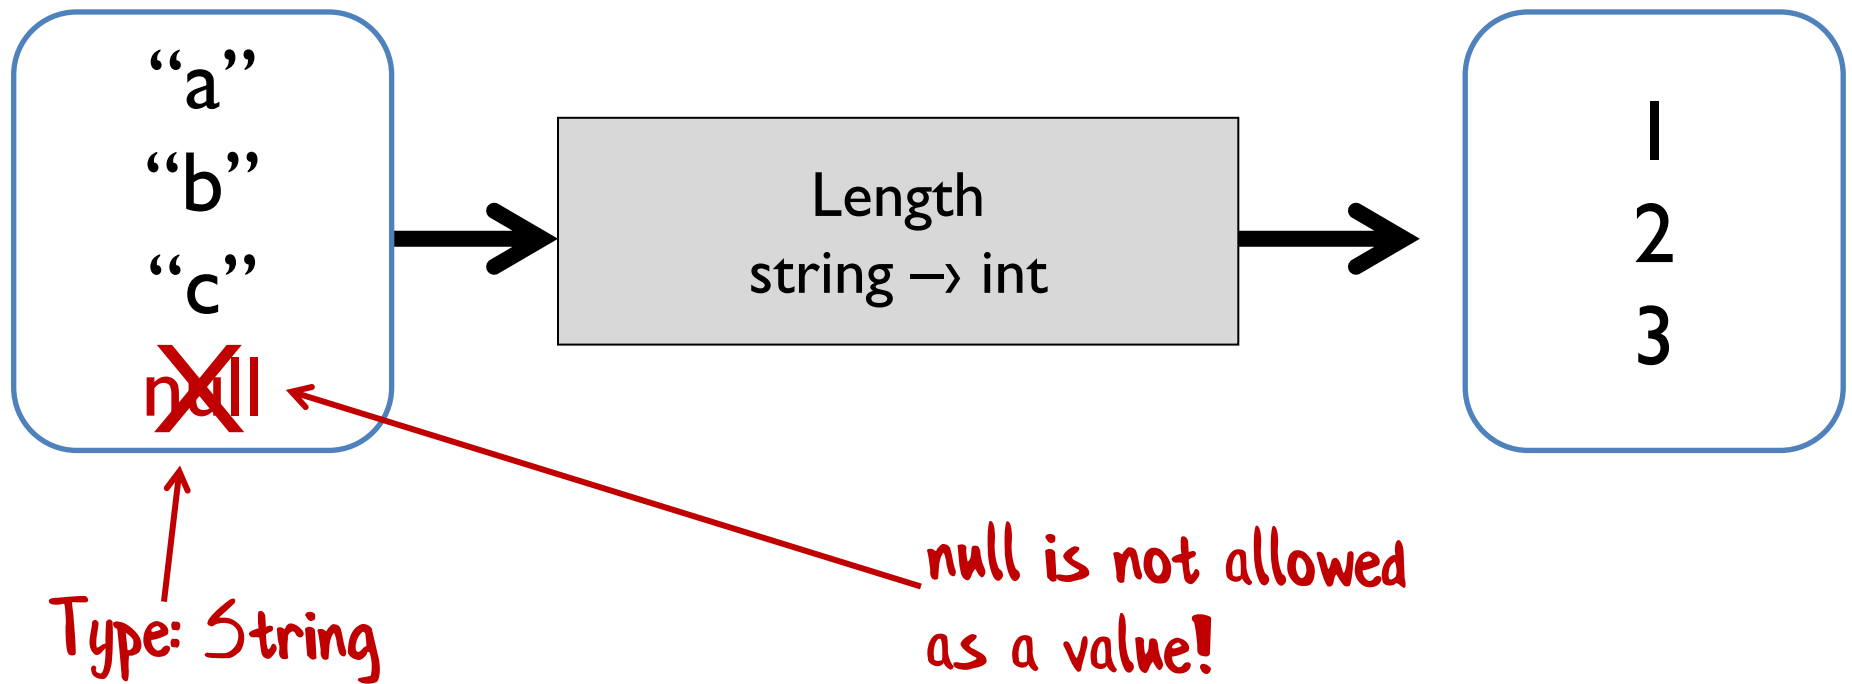 “a”
“b”
“c”
null
Length
string –> int
1
2
3
null is not allowed
as a value!
Type: String